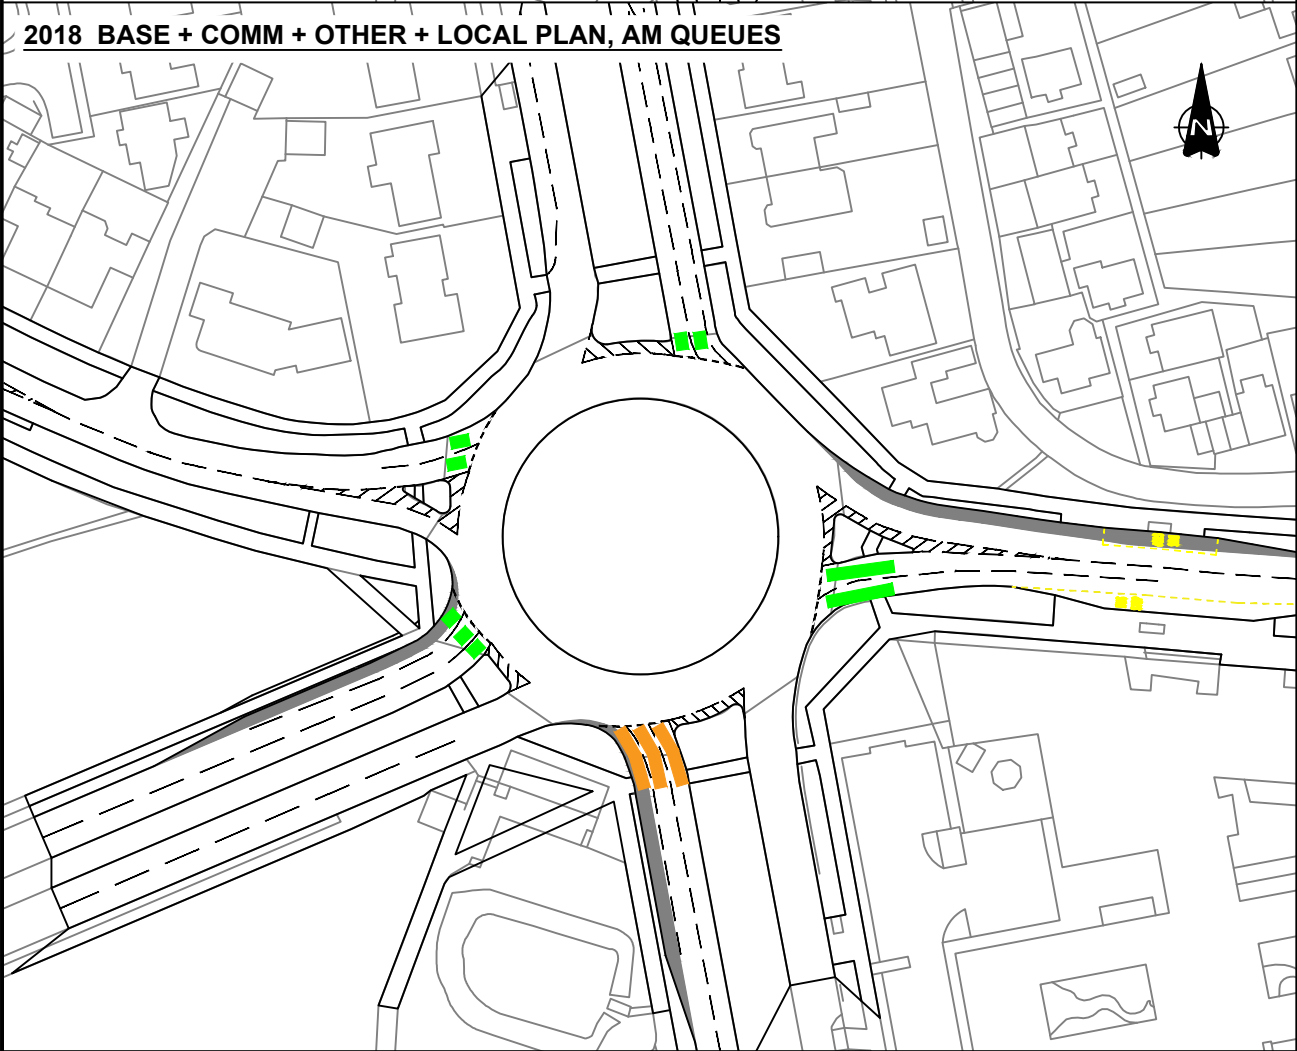 2018 BASE + COMM + OTHER + LOCAL PLAN, AM QUEUES
N